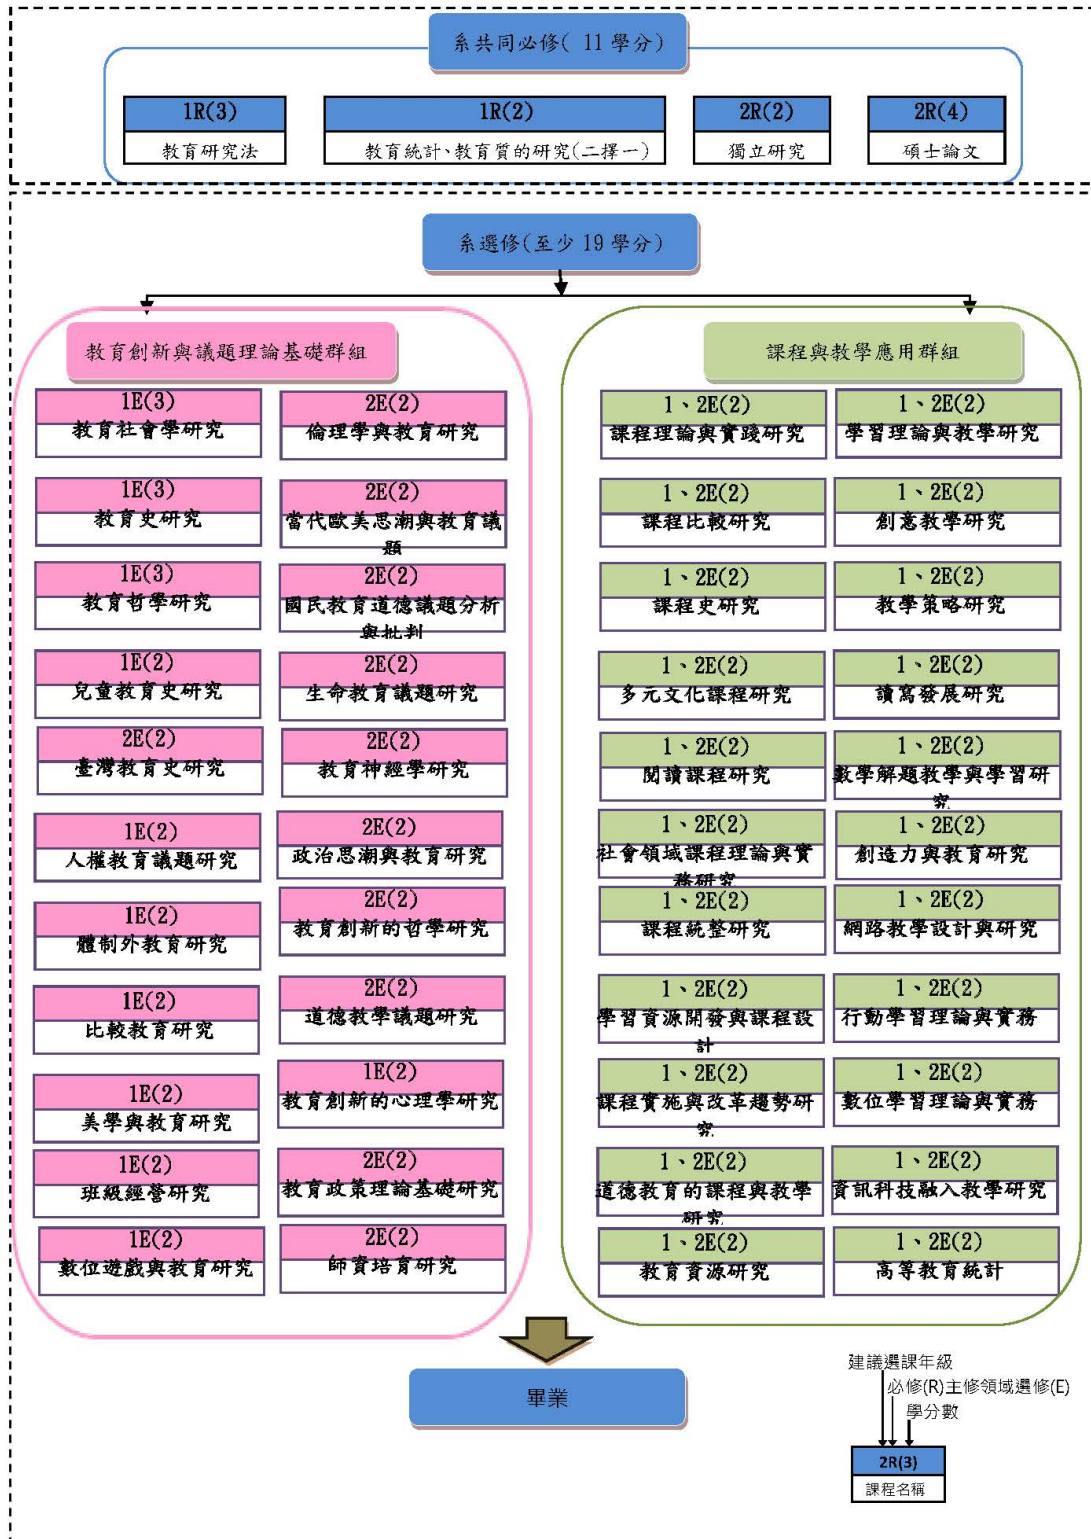 系共同必修( 11 學分)
1R(3)
教育研究法
1R(2)
教育統計、教育質的研究(二擇一)
2R(2)
獨立研究
2R(4)
碩士論文
系選修(至少 19 學分)
教育創新與議題理論基礎群組
1E(3)
教育社會學研究
2E(2)
倫理學與教育研究
1E(3)
教育史研究
2E(2)
當代歐美思潮與教育議
題
1E(3)
教育哲學研究
2E(2)
國民教育道德議題分析
與批判
1E(2)
兒童教育史研究
2E(2)
生命教育議題研究
2E(2)
臺灣教育史研究
2E(2)
教育神經學研究
1E(2)
人權教育議題研究
2E(2)
政治思潮與教育研究
1E(2)
體制外教育研究
2E(2)
教育創新的哲學研究
1E(2)
比較教育研究
2E(2)
道德教學議題研究
1E(2)
美學與教育研究
1E(2)
教育創新的心理學研究
1E(2)
班級經營研究
2E(2)
教育政策理論基礎研究
1E(2)
數位遊戲與教育研究
2E(2)
師資培育研究
課程與教學應用群組
1、2E(2)
課程理論與實踐研究
1、2E(2)
學習理論與教學研究
1、2E(2)
課程比較研究
1、2E(2)
創意教學研究
1、2E(2)
課程史研究
1、2E(2)
教學策略研究
1、2E(2)
多元文化課程研究
1、2E(2)
讀寫發展研究
1、2E(2)
閱讀課程研究
1、2E(2)
數學解題教學與學習研
究
1、2E(2)
社會領域課程理論與實
務研究
1、2E(2)
創造力與教育研究
1、2E(2)
課程統整研究
1、2E(2)
網路教學設計與研究
1、2E(2)
學習資源開發與課程設
計
1、2E(2)
行動學習理論與實務
1、2E(2)
課程實施與改革趨勢研
究
1、2E(2)
數位學習理論與實務
1、2E(2)
道德教育的課程與教學
研究
1、2E(2)
資訊科技融入教學研究
1、2E(2)
教育資源研究
1、2E(2)
高等教育統計
畢業
建議選課年級
必修(R)主修領域選修(E)
學分數
2R(3)
課程名稱